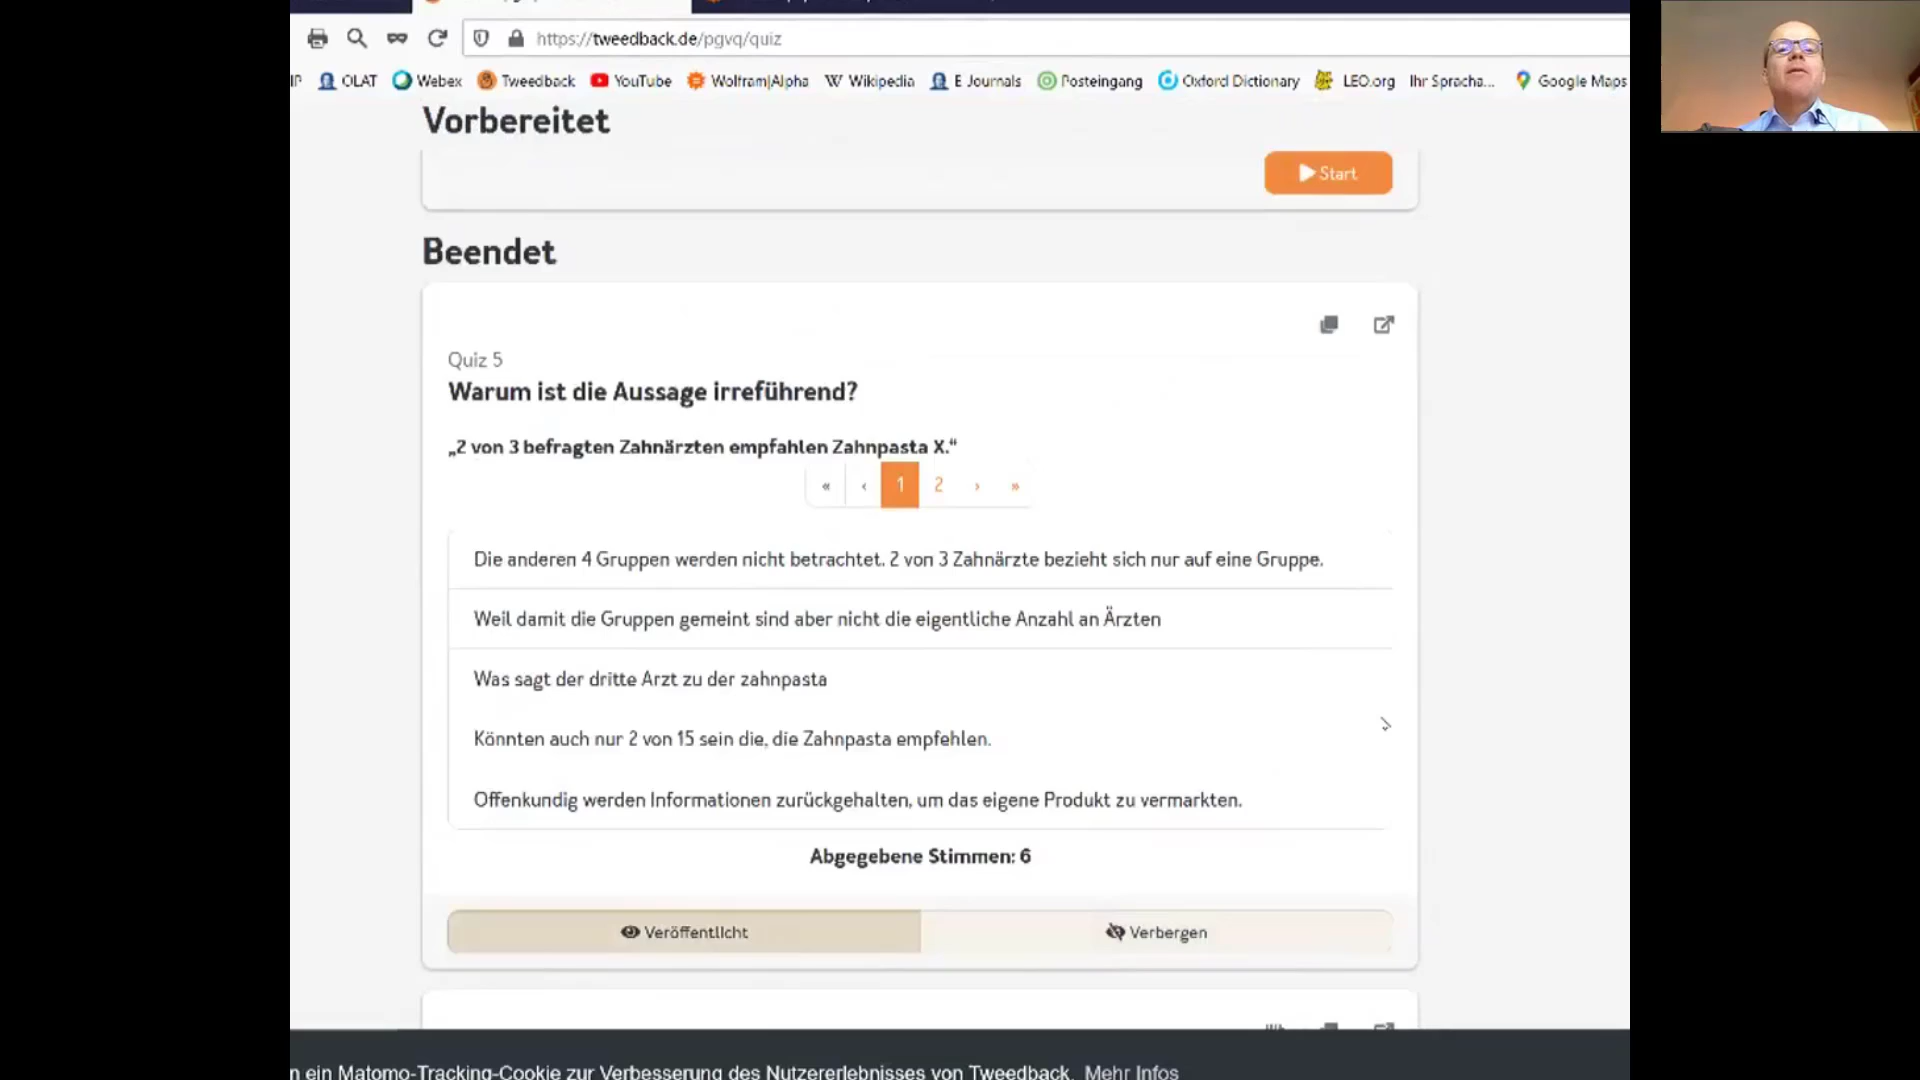 https://tweedback.de/pgvq/quiz
OLAT Webex Tweedback YouTube Wolfram|Alpha Wikipedia E Journals Posteingang Oxford Dictionary LEO.org Ihr Spracha... Google Maps
Vorbereitet
Start
Beendet
Quiz 5
Warum ist die Aussage irreführend?
„2 von 3 befragten Zahnärzten empfahlen Zahnpasta X.“
« ‹ 1 2 › »
Die anderen 4 Gruppen werden nicht betrachtet. 2 von 3 Zahnärzte bezieht sich nur auf eine Gruppe.
Weil damit die Gruppen gemeint sind aber nicht die eigentliche Anzahl an Ärzten
Was sagt der dritte Arzt zu der zahnpasta
Könnten auch nur 2 von 15 sein die, die Zahnpasta empfehlen.
Offenkundig werden Informationen zurückgehalten, um das eigene Produkt zu vermarkten.
Abgegebene Stimmen: 6
Veröffentlicht Verbergen
ein Matomo-Tracking-Cookie zur Verbesserung des Nutzererlebnisses von Tweedback. Mehr Infos